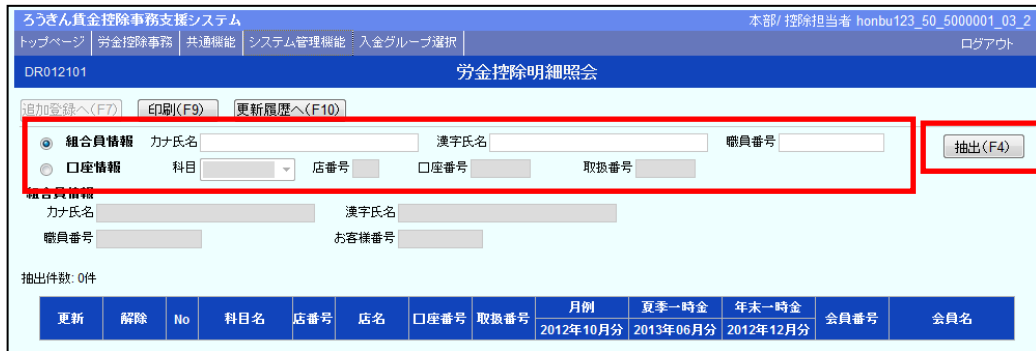 ろうきん賃金控除事務支援システム 本部/ 控除担当者 honbu123_50_5000001_03_2
トップページ 労金控除事務 共通機能 システム管理機能 入金グループ選択 ログアウト
DR012101 労金控除明細照会
追加登録へ(F7) 印刷(F9) 更新履歴へ(F10)
組合員情報 カナ氏名 漢字氏名 職員番号 抽出(F4)
口座情報 科目 店番号 口座番号 取扱番号
組合員情報
カナ氏名 漢字氏名
職員番号 お客様番号
抽出件数: 0件
更新 解除 No 科目名 店番号 店名 口座番号 取扱番号 月例 夏季一時金 年末一時金 会員番号 会員名
2012年10月分 2013年06月分 2012年12月分